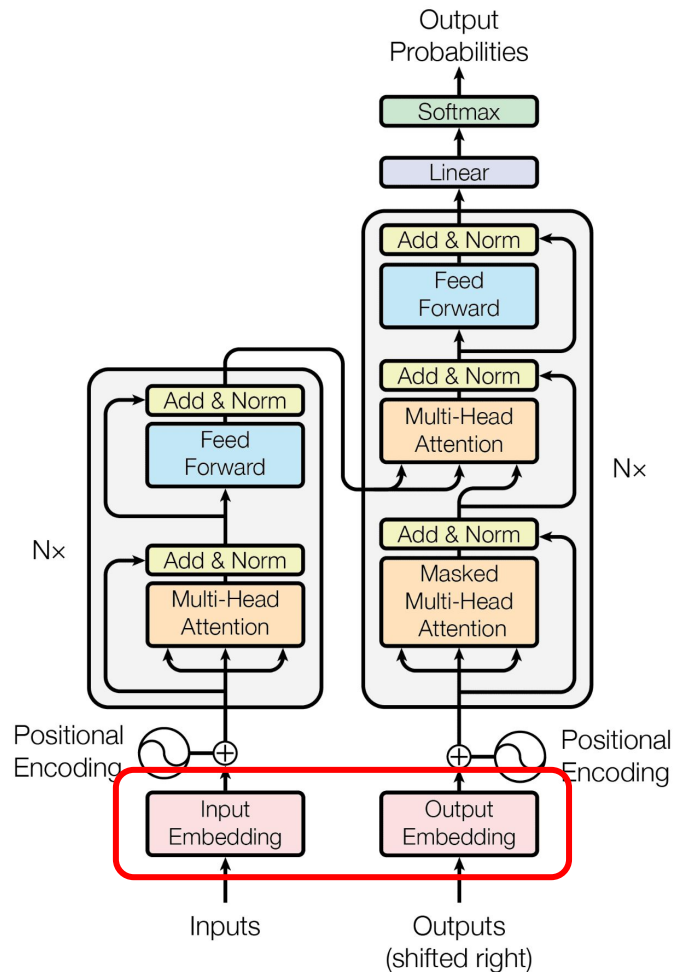 Output
Probabilities
Softmax
Linear
Add & Norm
Feed
Forward
Add & Norm
Multi-Head
Attention
Nx
Add & Norm
Masked
Multi-Head
Attention
Add & Norm
Feed
Forward
Nx
Add & Norm
Multi-Head
Attention
Positional
Encoding
Positional
Encoding
Input
Embedding
Output
Embedding
Inputs
Outputs
(shifted right)